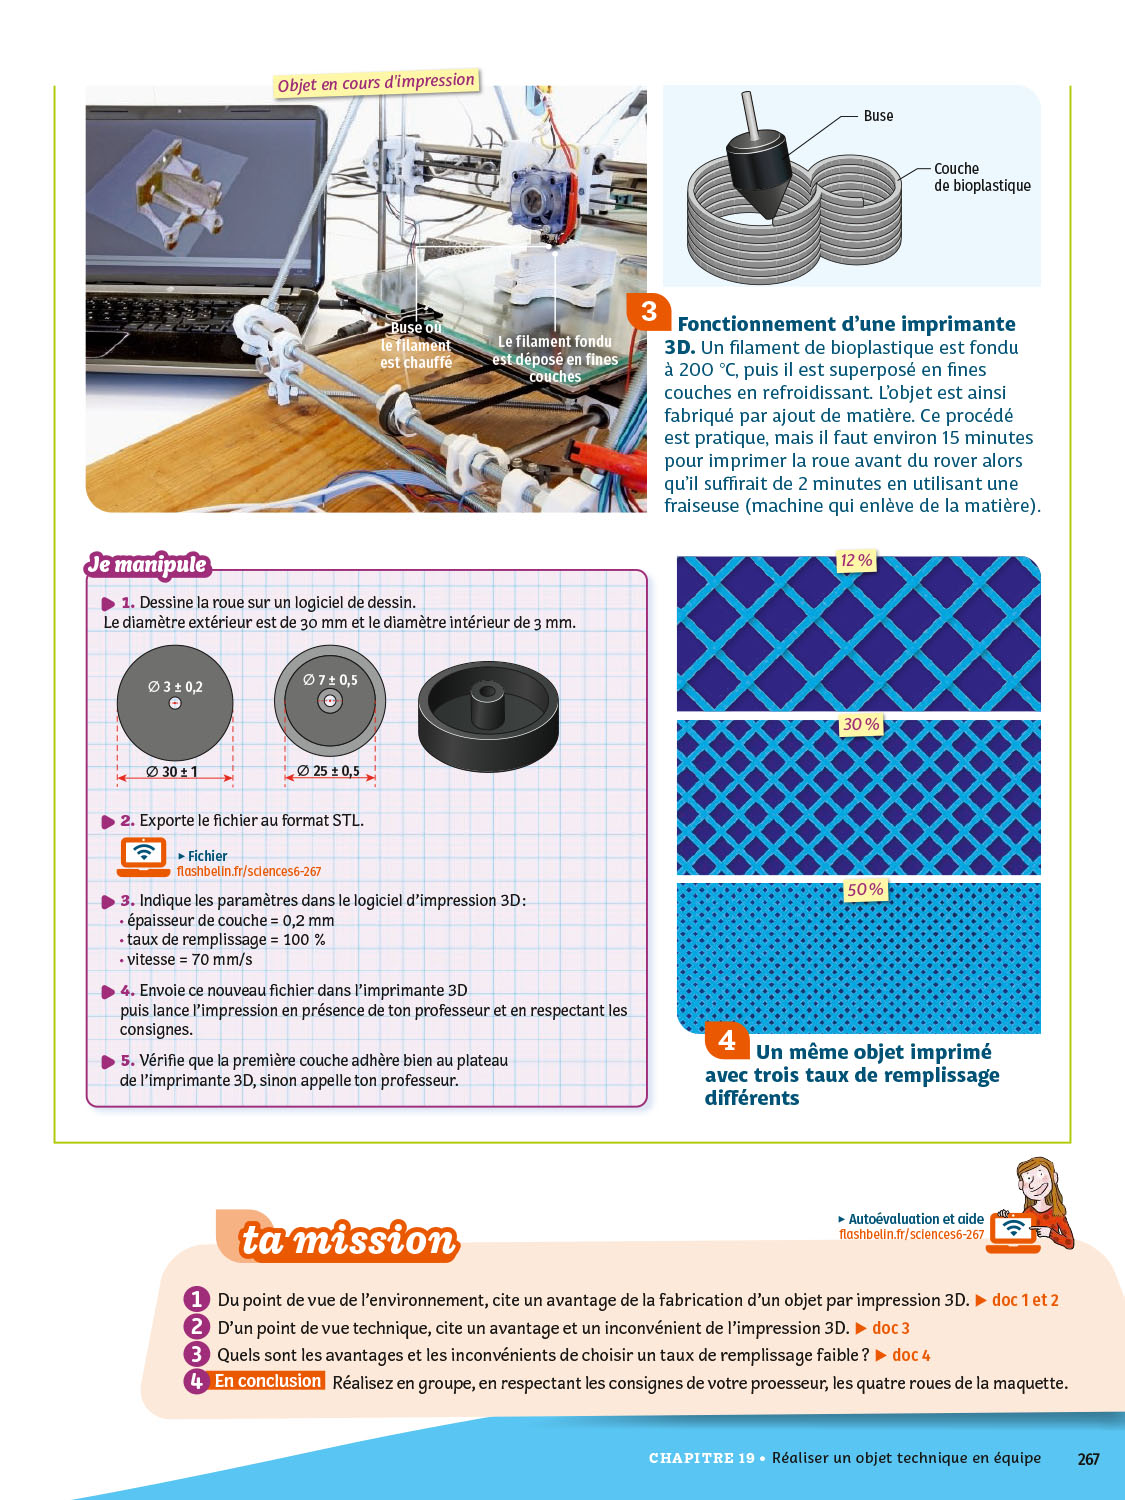 Objet en cours d'impression
Buse où
le filament
est chauffé
Le filament fondu
est déposé en fines
couches
Buse
Couche
de bioplastique
3
Fonctionnement d'une imprimante
3D. Un filament de bioplastique est fondu
à 200 °C, puis il est superposé en fines
couches en refroidissant. L'objet est ainsi
fabriqué par ajout de matière. Ce procédé
est pratique, mais il faut environ 15 minutes
pour imprimer la roue avant du rover alors
qu'il suffirait de 2 minutes en utilisant une
fraiseuse (machine qui enlève de la matière).
Je manipule
1. Dessine la roue sur un logiciel de dessin.
Le diamètre extérieur est de 30 mm et le diamètre intérieur de 3 mm.
∅ 3 ± 0,2
∅ 30 ± 1
∅ 7 ± 0,5
∅ 25 ± 0,5
2. Exporte le fichier au format STL.
▸ Fichier
flashbelin.fr/sciences6-267
3. Indique les paramètres dans le logiciel d'impression 3D :
• épaisseur de couche = 0,2 mm
• taux de remplissage = 100 %
• vitesse = 70 mm/s
4. Envoie ce nouveau fichier dans l'imprimante 3D
puis lance l'impression en présence de ton professeur et en respectant les
consignes.
5. Vérifie que la première couche adhère bien au plateau
de l'imprimante 3D, sinon appelle ton professeur.
12 %
30 %
50 %
4
Un même objet imprimé
avec trois taux de remplissage
différents
ta mission
▸ Autoévaluation et aide
flashbelin.fr/sciences6-267
1 Du point de vue de l'environnement, cite un avantage de la fabrication d'un objet par impression 3D. ▶ doc 1 et 2
2 D'un point de vue technique, cite un avantage et un inconvénient de l'impression 3D. ▶ doc 3
3 Quels sont les avantages et les inconvénients de choisir un taux de remplissage faible ? ▶ doc 4
4 En conclusion Réalisez en groupe, en respectant les consignes de votre proesseur, les quatre roues de la maquette.
CHAPITRE 19 • Réaliser un objet technique en équipe 267